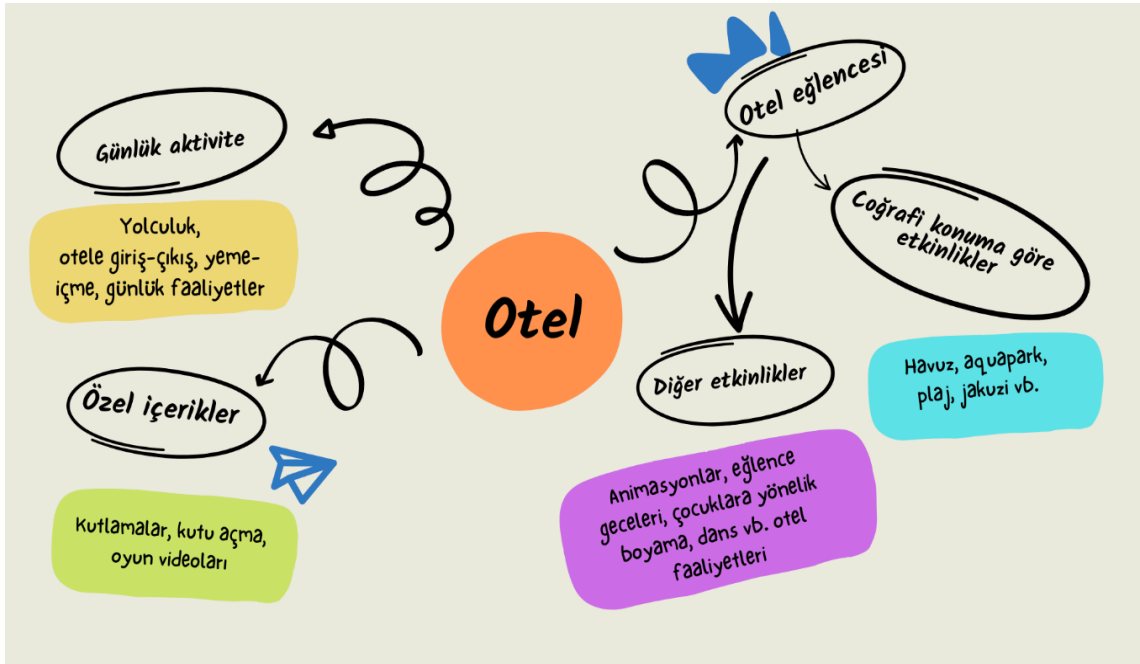 Otel eğlencesi
Günlük aktivite
Coğrafi konuma göre
etkinlikler
Yolculuk,
otele giriş-çıkış, yeme-
içme, günlük faaliyetler
Otel
Özel içerikler
Diğer etkinlikler
Havuz, aquapark,
plaj, jakuzi vb.
Kutlamalar, kutu açma,
oyun videoları
Animasyonlar, eğlence
geceleri, çocuklara yönelik
boyama, dans vb. otel
faaliyetleri